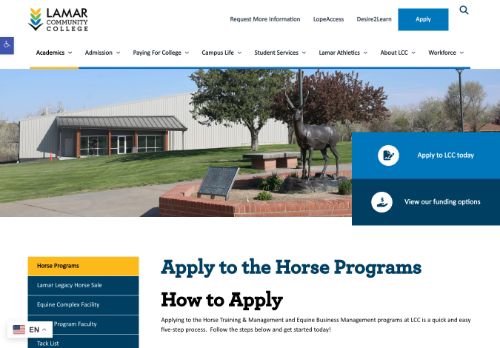 LAMAR
COMMUNITY
COLLEGE
Request More Information LopeAccess Desire2Learn Apply
Academics Admission Paying For College Campus Life Student Services Lamar Athletics About LCC Workforce
Apply to LCC today
View our funding options
Horse Programs
Lamar Legacy Horse Sale
Equine Complex Facility
Program Faculty
Tack List
EN
Apply to the Horse Programs
How to Apply
Applying to the Horse Training & Management and Equine Business Management programs at LCC is a quick and easy
five-step process. Follow the steps below and get started today!